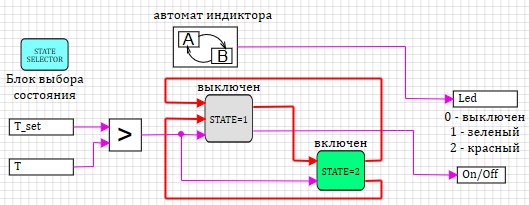 автомат индиктора
A
B
STATE
SELECTOR
Блок выбора
состояния
выключен
Led
0 - выключен
1 - зеленый
2 - красный
T_set
>
STATE=1
T
включен
STATE=2
On/Off